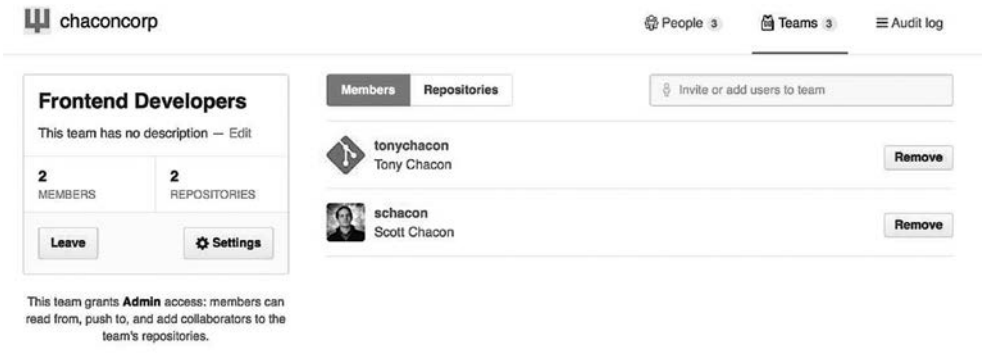 chaconcorp
People 3
Teams 3
Audit log
Frontend Developers
This team has no description — Edit
2
MEMBERS
2
REPOSITORIES
Leave
Settings
This team grants Admin access: members can
read from, push to, and add collaborators to the
team's repositories.
Members
Repositories
Invite or add users to team
tonychacon
Tony Chacon
Remove
schacon
Scott Chacon
Remove